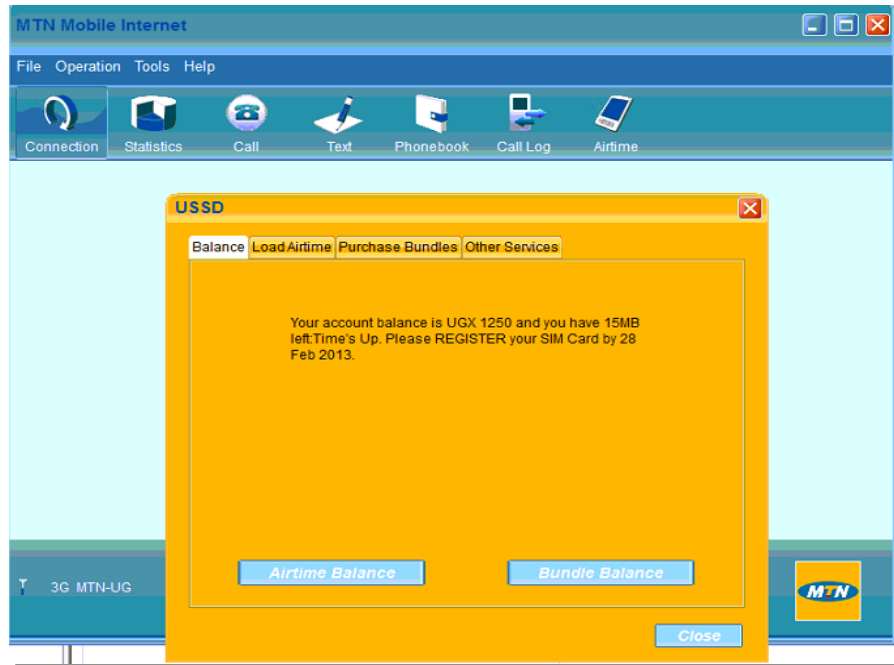 MTN Mobile Internet
File Operation Tools Help
Connection Statistics Call Text Phonebook Call Log Airtime
USSD
Balance Load Airtime Purchase Bundles Other Services
Your account balance is UGX 1250 and you have 15MB
left:Time's Up. Please REGISTER your SIM Card by 28
Feb 2013.
Airtime Balance Bundle Balance
3G MTN-UG
MTN
Close